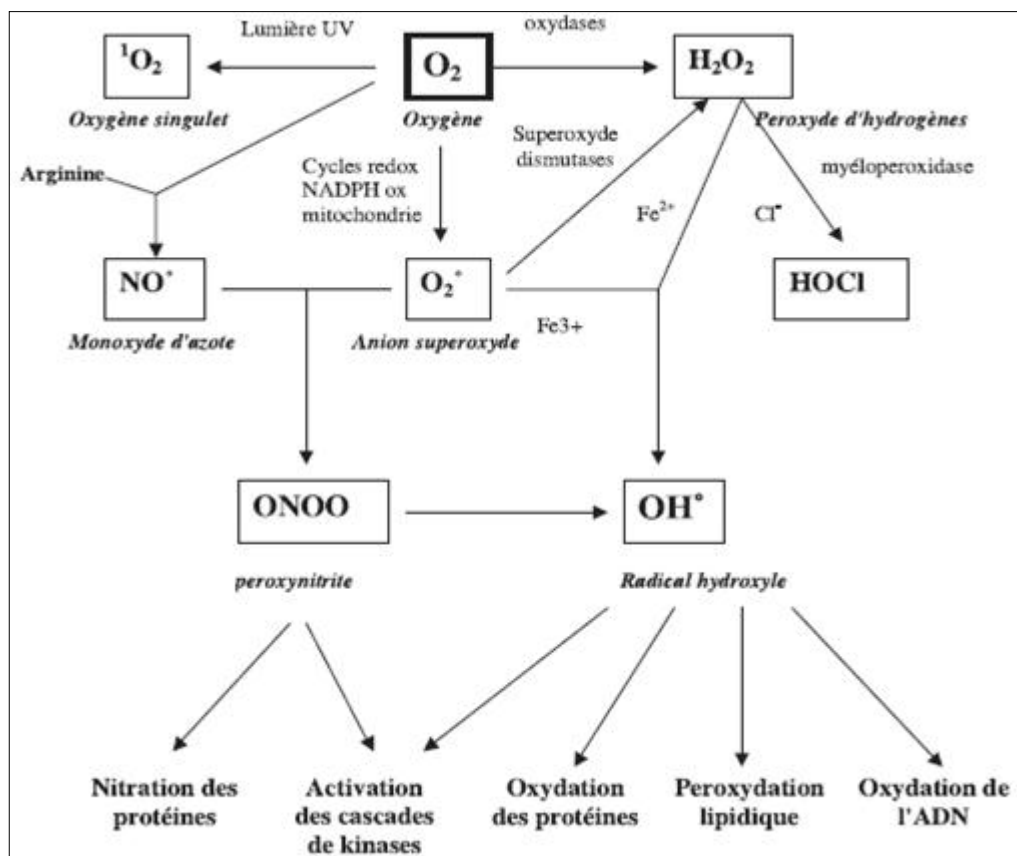 Lumière UV
oxydases
¹O₂
O₂
H₂O₂
Oxygène singulet
Oxygène
Peroxyde d'hydrogènes
Superoxyde
dismutases
myéloperoxidase
Arginine
Cycles redox
NADPH ox
mitochondrie
Fe²⁺
Cl⁻
NO°
O₂°
HOCl
Monoxyde d'azote
Anion superoxyde
Fe3+
ONOO
OH°
peroxynitrite
Radical hydroxyle
Nitration des
protéines
Activation
des cascades
de kinases
Oxydation
des protéines
Peroxydation
lipidique
Oxydation de
l'ADN